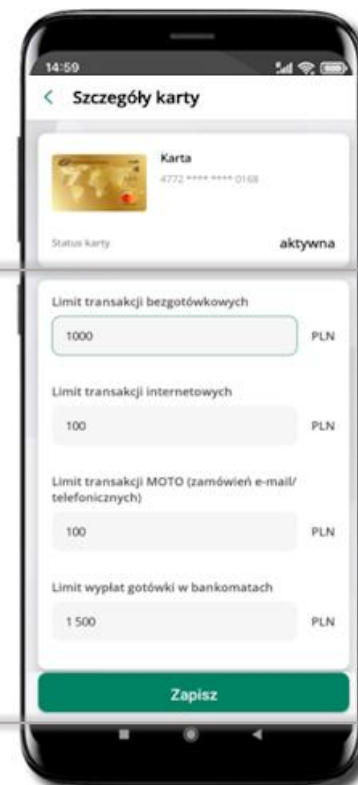 14:59
Szczegóły karty
Karta
4772 **** **** 0168
Status karty
aktywna
Limit transakcji bezgotówkowych
1000
PLN
Limit transakcji internetowych
100
PLN
Limit transakcji MOTO (zamówień e-mail/
telefonicznych)
100
PLN
Limit wypłat gotówki w bankomatach
1 500
PLN
Zapisz